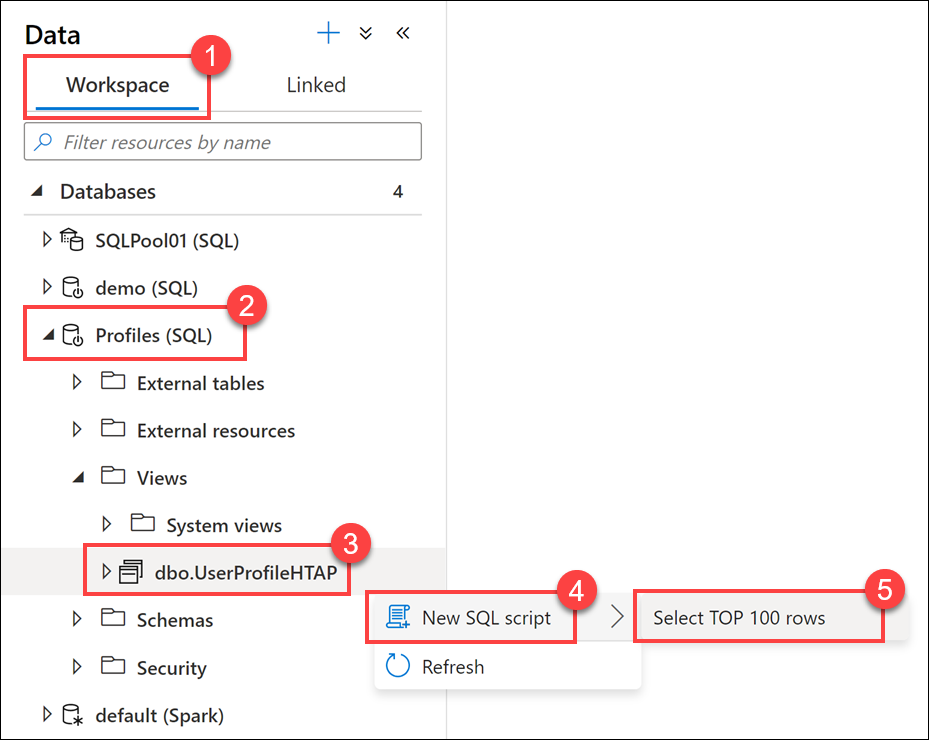 Data
1
Workspace
Linked
Filter resources by name
Databases 4
SQLPool01 (SQL)
demo (SQL)
2
Profiles (SQL)
External tables
External resources
Views
System views
3
dbo.UserProfileHTAP
4
5
New SQL script
Select TOP 100 rows
Schemas
Refresh
Security
default (Spark)